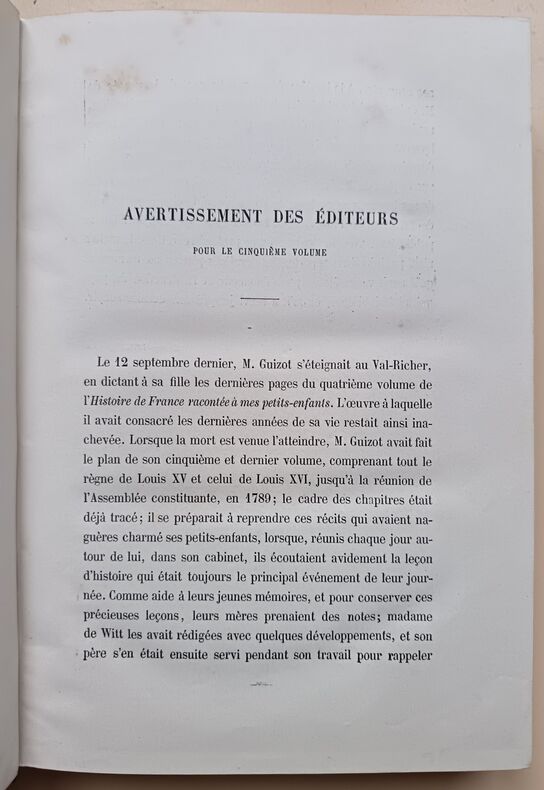 AVERTISSEMENT DES ÉDITEURS
POUR LE CINQUIÈME VOLUME
Le 12 septembre dernier, M. Guizot s'éteignait au Val-Richer,
en dictant à sa fille les dernières pages du quatrième volume de
l'Histoire de France racontée à mes petits-enfants. L'œuvre à laquelle
il avait consacré les dernières années de sa vie restait ainsi ina-
chevée. Lorsque la mort est venue l'atteindre, M. Guizot avait fait
le plan de son cinquième et dernier volume, comprenant tout le
règne de Louis XV et celui de Louis XVI, jusqu'à la réunion de
l'Assemblée constituante, en 1789; le cadre des chapitres était
déjà tracé; il se préparait à reprendre ces récits qui avaient na-
guères charmé ses petits-enfants, lorsque, réunis chaque jour au-
tour de lui, dans son cabinet, ils écoutaient avidement la leçon
d'histoire qui était toujours le principal événement de leur jour-
née. Comme aide à leurs jeunes mémoires, et pour conserver ces
précieuses leçons, leurs mères prenaient des notes; madame
de Witt les avait rédigées avec quelques développements, et son
père s'en était ensuite servi pendant son travail pour rappeler